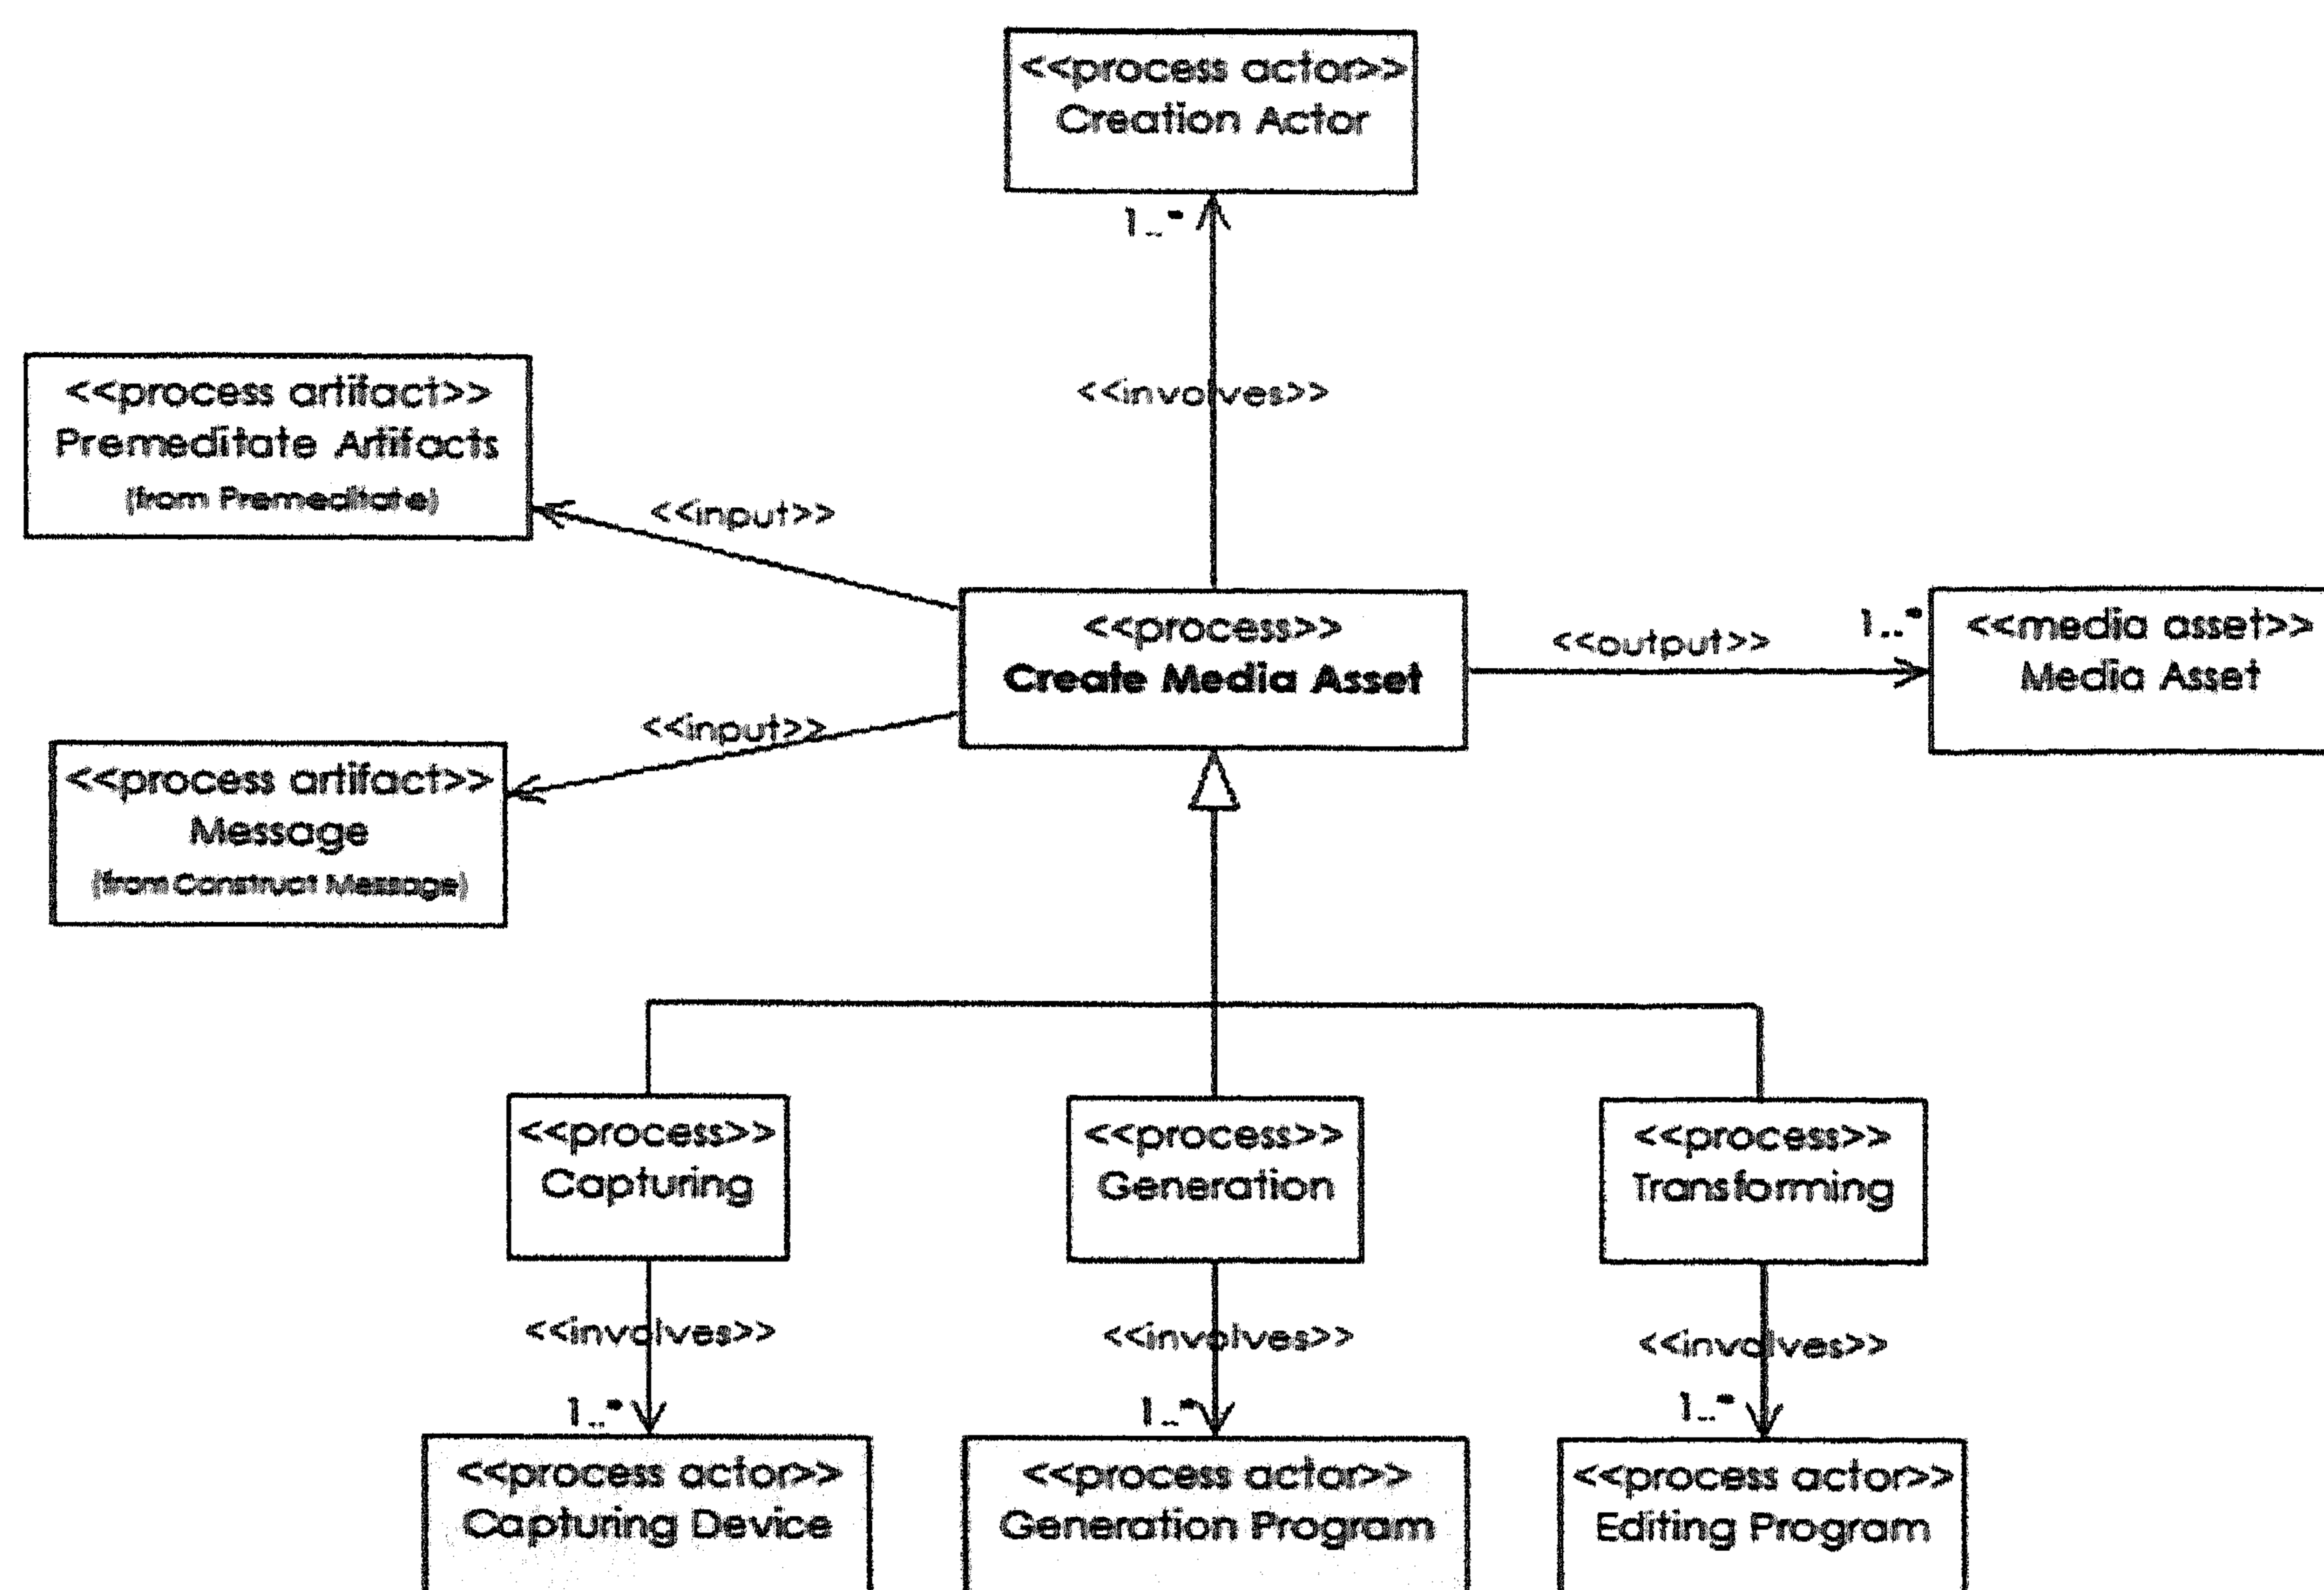 <<process actor>>
Creation Actor
1..*
<<involves>>
<<process artifact>>
Premeditate Artifacts
(from Premeditate)
<<input>>
<<process>>
Create Media Asset
<<output>>
1..*
<<media asset>>
Media Asset
<<input>>
<<process artifact>>
Message
(from Construct Message)
<<process>>
Capturing
<<process>>
Generation
<<process>>
Transforming
<<involves>>
<<involves>>
<<involves>>
1..*
1..*
1..*
<<process actor>>
Capturing Device
<<process actor>>
Generation Program
<<process actor>>
Editing Program